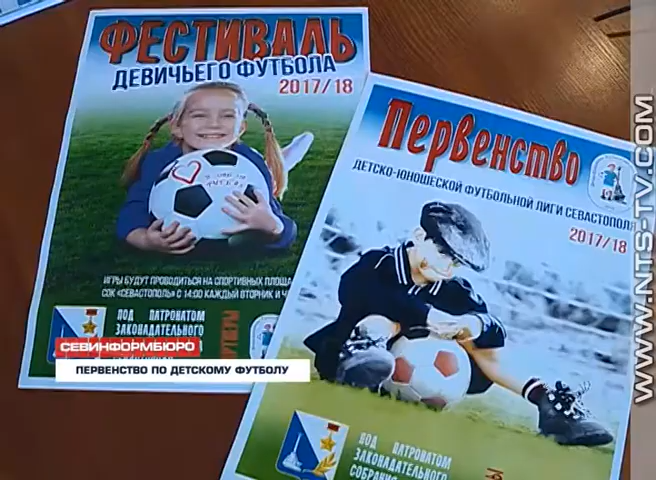 ФЕСТИВАЛЬ
ДЕВИЧЬЕГО ФУТБОЛА
2017/18
ИГРЫ БУДУТ ПРОВОДИТЬСЯ НА СПОРТИВНЫХ
СОК «СЕВАСТОПОЛЬ» С 14:00 КАЖДЫЙ ВТОРНИК И
ПОД ПАТРОНАТОМ
ЗАКОНОДАТЕЛЬНОГО
Первенство
ДЕТСКО-ЮНОШЕСКОЙ ФУТБОЛЬНОЙ ЛИГИ СЕВАСТОПОЛЯ
2017/18
ПОД ПАТРОНАТОМ
ЗАКОНОДАТЕЛЬНОГО
СЕВИНФОРМБЮРО
ПЕРВЕНСТВО ПО ДЕТСКОМУ ФУТБОЛУ
WWW.NTS-TV.COM